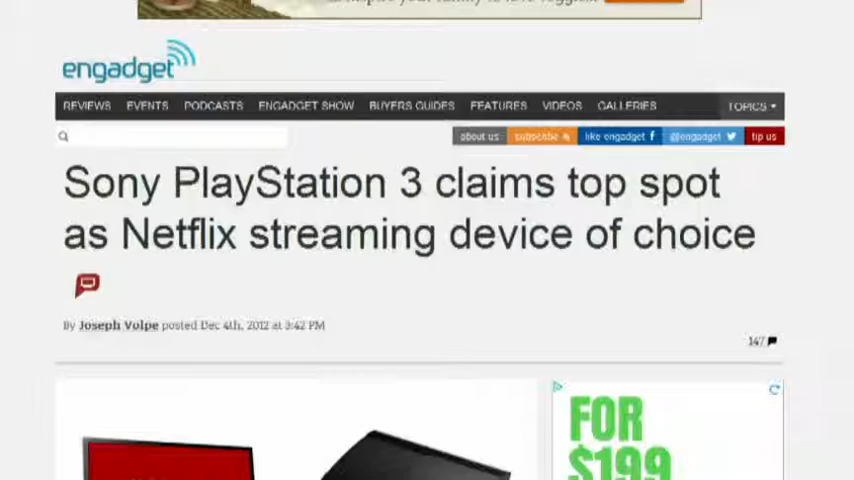 engadget
REVIEWS EVENTS PODCASTS ENGADGET SHOW BUYERS GUIDES FEATURES VIDEOS GALLERIES TOPICS
about us subscribe like engadget f @engadget tip us
Sony PlayStation 3 claims top spot
as Netflix streaming device of choice
By Joseph Volpe posted Dec 4th, 2012 at 3:42 PM
147
FOR
$199